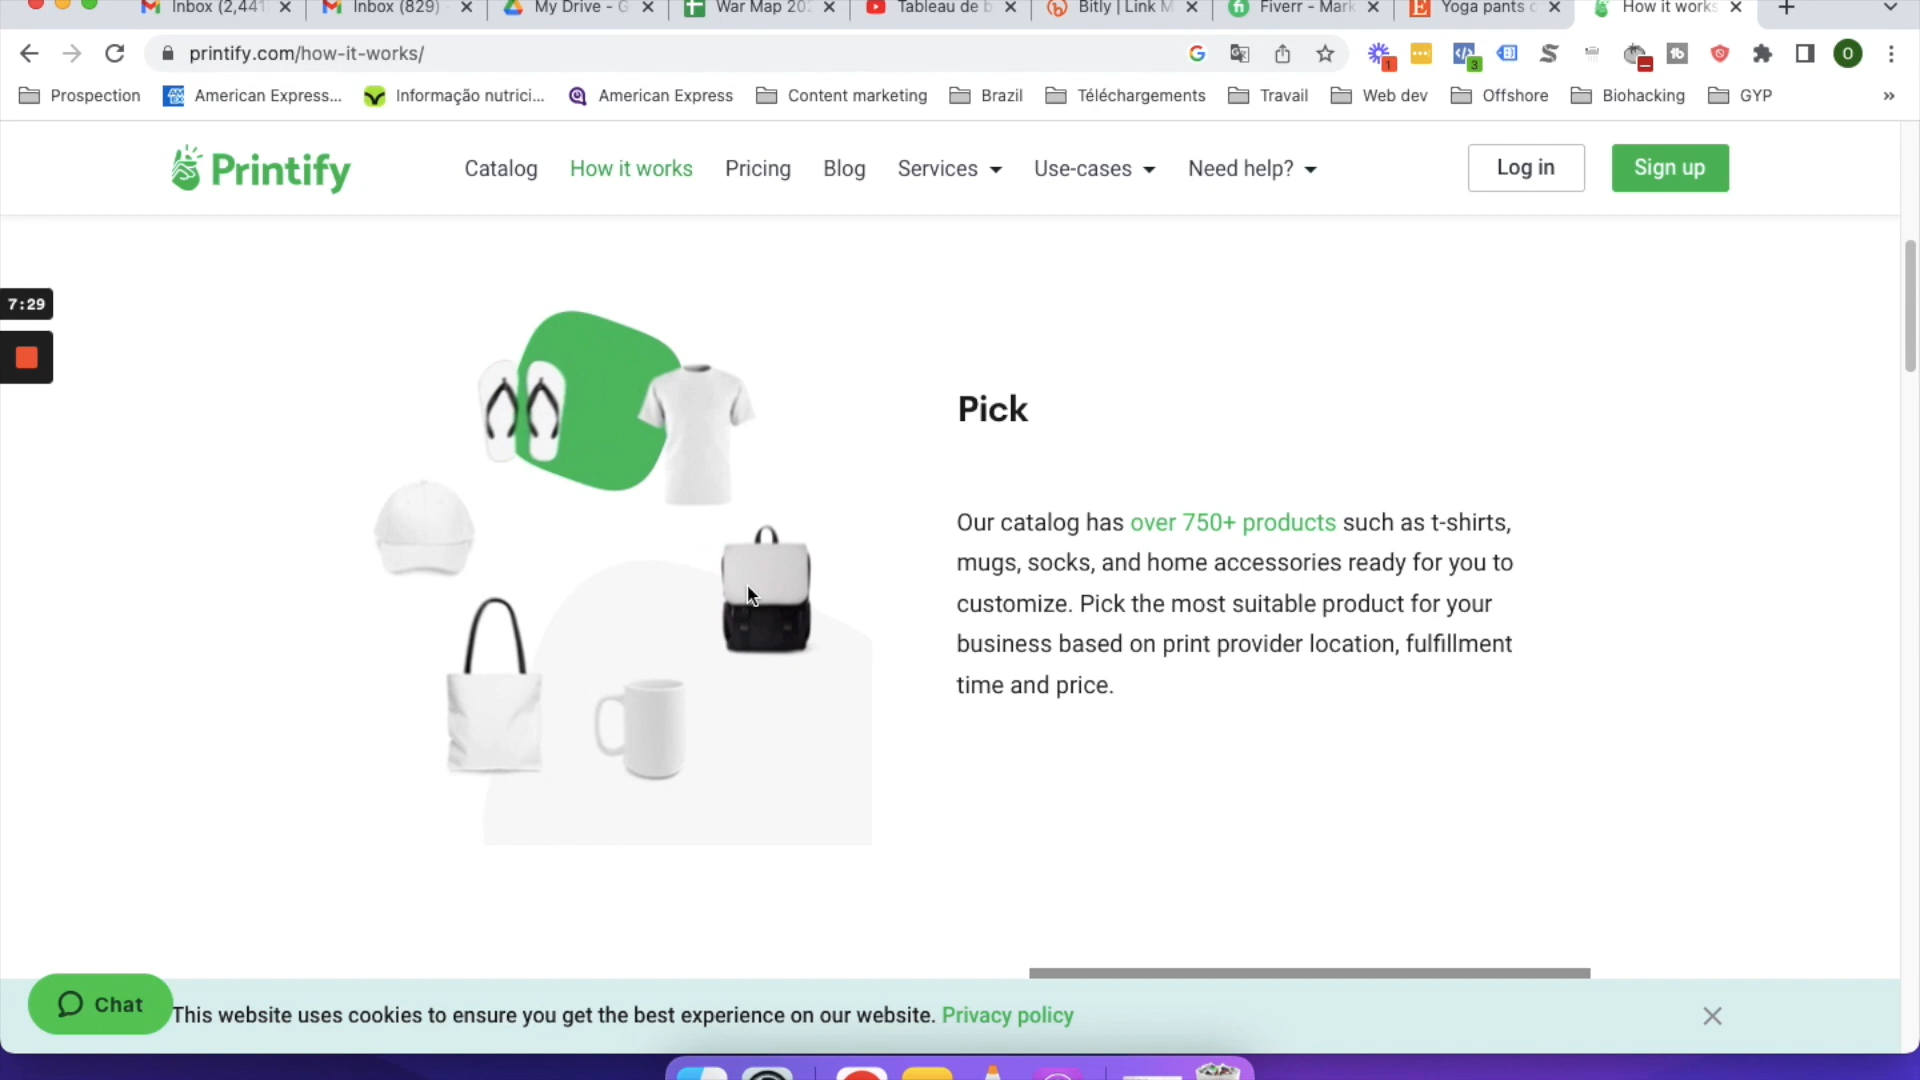 Inbox (2,441
Inbox (829)
My Drive - G
War Map 202
Tableau de b
Bitly | Link M
Fiverr - Mark
Yoga pants
How it works
printify.com/how-it-works/
1
3
O
Prospection
American Express...
Informação nutrici...
American Express
Content marketing
Brazil
Téléchargements
Travail
Web dev
Offshore
Biohacking
GYP
»
Printify
Catalog
How it works
Pricing
Blog
Services
Use-cases
Need help?
Log in
Sign up
7:29
Pick
Our catalog has over 750+ products such as t-shirts,
mugs, socks, and home accessories ready for you to
customize. Pick the most suitable product for your
business based on print provider location, fulfillment
time and price.
Chat
This website uses cookies to ensure you get the best experience on our website. Privacy policy